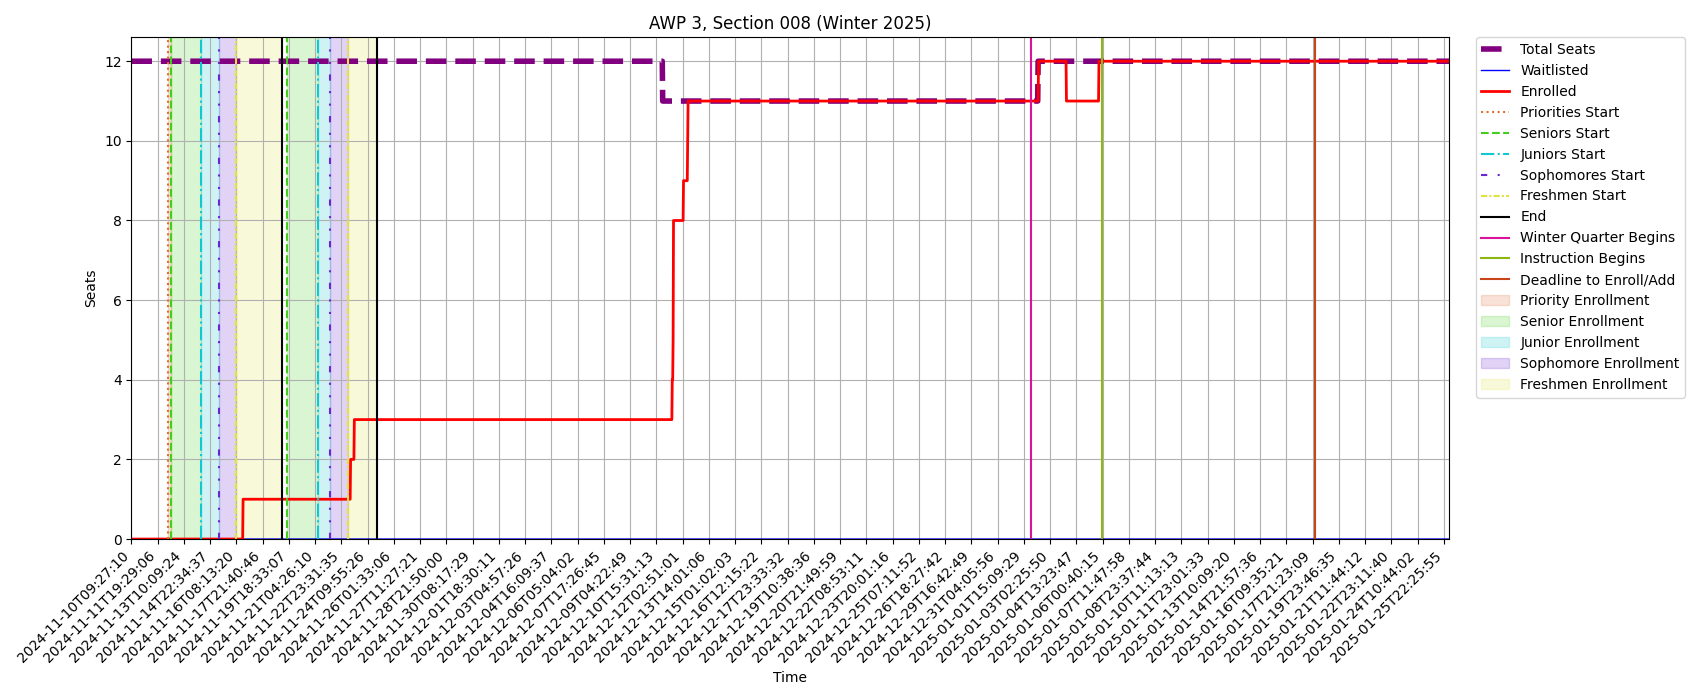 AWP 3, Section 008 (Winter 2025)
Seats
12
10
8
6
4
2
0
2024-11-10T09:27:10
2024-11-11T19:29:06
2024-11-13T10:09:24
2024-11-14T22:34:37
2024-11-16T08:13:20
2024-11-17T21:40:46
2024-11-19T18:33:07
2024-11-21T04:26:10
2024-11-22T23:31:35
2024-11-24T09:55:26
2024-11-26T01:33:06
2024-11-27T11:27:21
2024-11-28T21:50:00
2024-11-30T08:17:29
2024-12-01T18:30:11
2024-12-03T04:57:26
2024-12-04T16:09:37
2024-12-06T05:04:02
2024-12-07T17:26:45
2024-12-09T04:22:49
2024-12-10T15:31:13
2024-12-12T02:51:01
2024-12-13T14:01:06
2024-12-15T01:02:03
2024-12-16T12:15:22
2024-12-17T23:33:32
2024-12-19T10:38:36
2024-12-20T21:49:59
2024-12-22T08:53:11
2024-12-23T20:01:16
2024-12-25T07:11:52
2024-12-26T18:27:42
2024-12-29T16:42:49
2024-12-31T04:05:56
2025-01-01T15:09:29
2025-01-03T02:25:50
2025-01-04T13:23:47
2025-01-06T00:40:15
2025-01-07T11:47:58
2025-01-08T23:37:44
2025-01-10T11:13:13
2025-01-11T23:01:33
2025-01-13T10:09:20
2025-01-14T21:57:36
2025-01-16T09:35:21
2025-01-17T21:23:09
2025-01-19T23:46:35
2025-01-21T11:44:12
2025-01-22T23:11:40
2025-01-24T10:44:02
2025-01-25T22:25:55
Time
Total Seats
Waitlisted
Enrolled
Priorities Start
Seniors Start
Juniors Start
Sophomores Start
Freshmen Start
End
Winter Quarter Begins
Instruction Begins
Deadline to Enroll/Add
Priority Enrollment
Senior Enrollment
Junior Enrollment
Sophomore Enrollment
Freshmen Enrollment